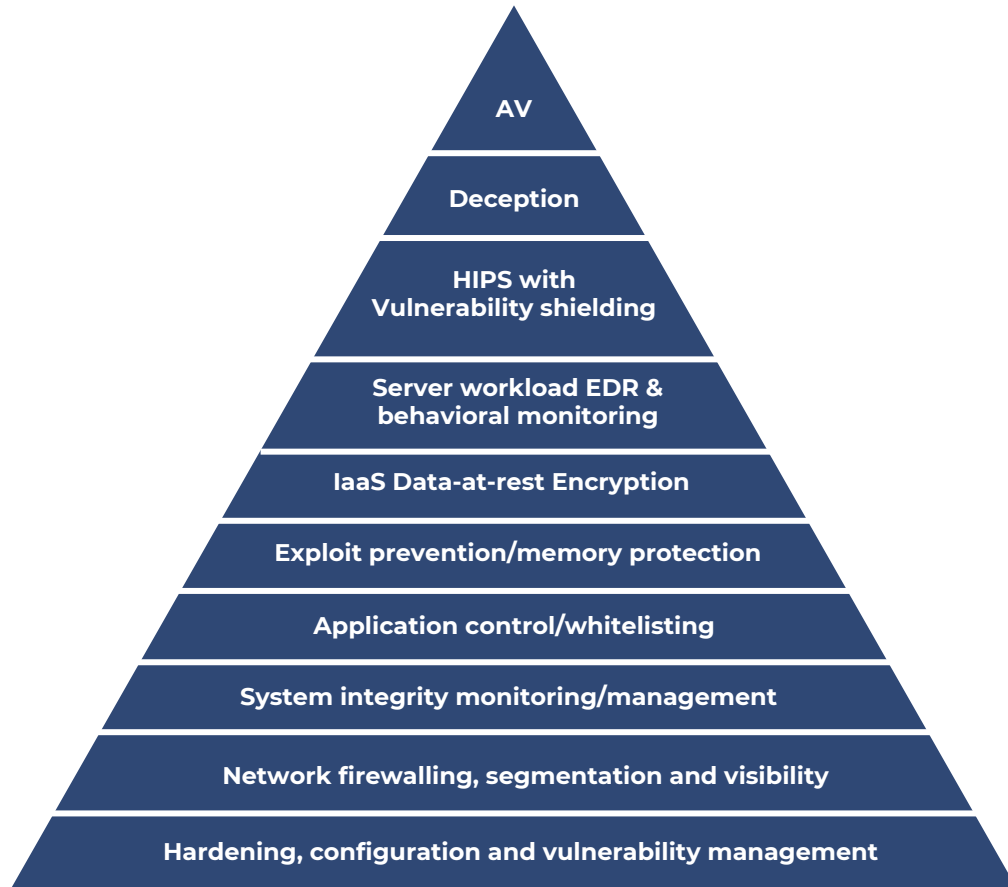 AV
Deception
HIPS with
Vulnerability shielding
Server workload EDR &
behavioral monitoring
IaaS Data-at-rest Encryption
Exploit prevention/memory protection
Application control/whitelisting
System integrity monitoring/management
Network firewalling, segmentation and visibility
Hardening, configuration and vulnerability management